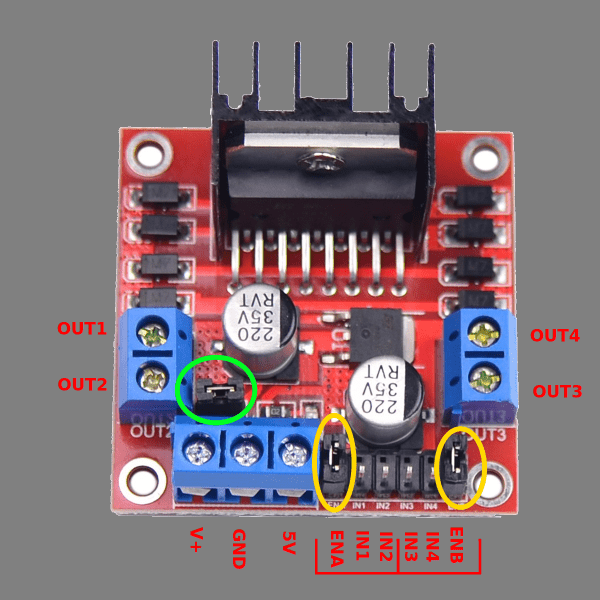 220
35V
RVT
OUT1
OUT4
220
35V
RVT
OUT2
OUT3
OUT2
OUT3
IN1 IN2 IN3 IN4
V+
GND
5V
ENA
IN1
IN2
IN3
IN4
ENB